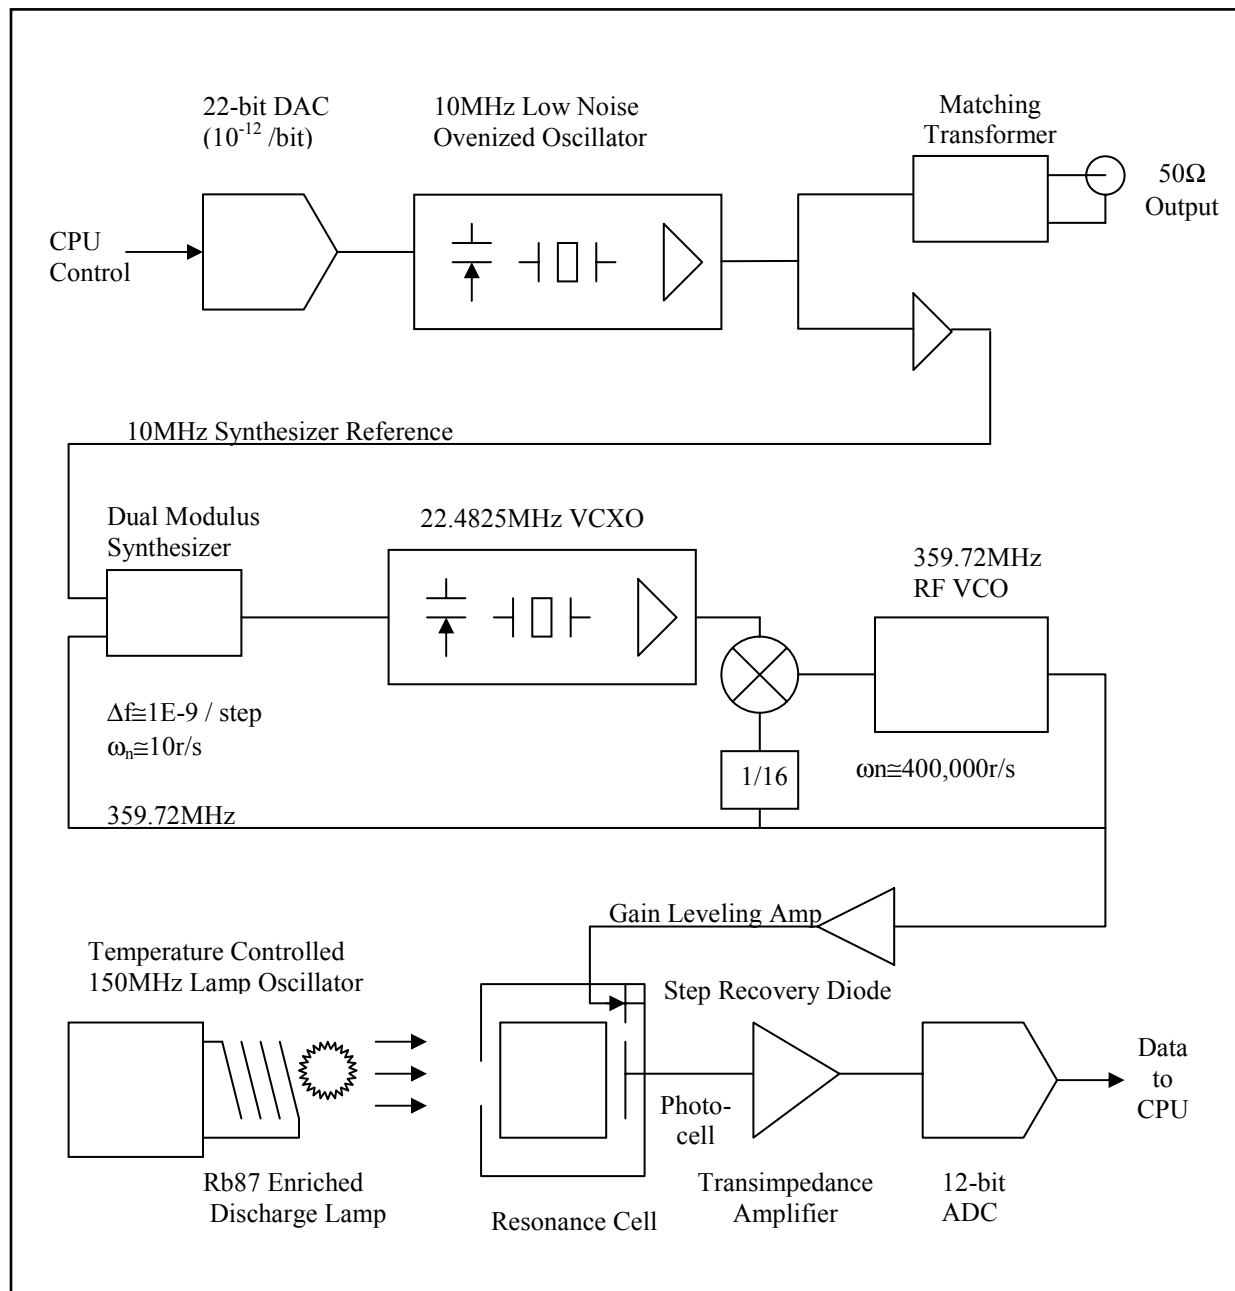 22-bit DAC
(10⁻¹² /bit)
10MHz Low Noise
Ovenized Oscillator
Matching
Transformer
50Ω
Output
CPU
Control
10MHz Synthesizer Reference
Dual Modulus
Synthesizer
22.4825MHz VCXO
359.72MHz
RF VCO
Δf≅1E-9 / step
ωₙ≅10r/s
1/16
ωn≅400,000r/s
359.72MHz
Gain Leveling Amp
Temperature Controlled
150MHz Lamp Oscillator
Step Recovery Diode
Data
to
CPU
Photo-
cell
Rb87 Enriched
Discharge Lamp
Resonance Cell
Transimpedance
Amplifier
12-bit
ADC